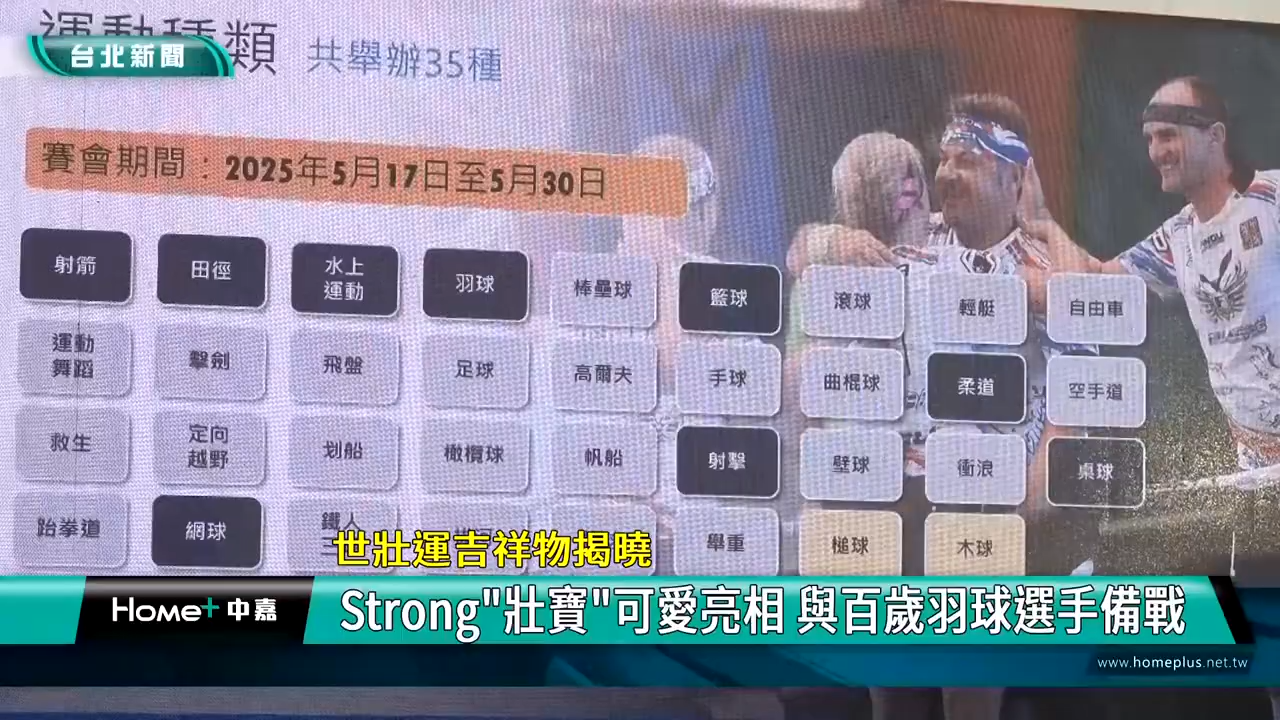 運動種類 共舉辦35種
台北新聞
賽會期間：2025年5月17日至5月30日
射箭 田徑 水上運動 羽球 棒壘球 籃球 滾球 輕艇 自由車
運動舞蹈 擊劍 飛盤 足球 高爾夫 手球 曲棍球 柔道 空手道
救生 定向越野 划船 橄欖球 帆船 射擊 壁球 衝浪 桌球
跆拳道 網球 鐵人 舉重 槌球 木球
世壯運吉祥物揭曉
Home+中嘉
Strong"壯寶"可愛亮相 與百歲羽球選手備戰
www.homeplus.net.tw